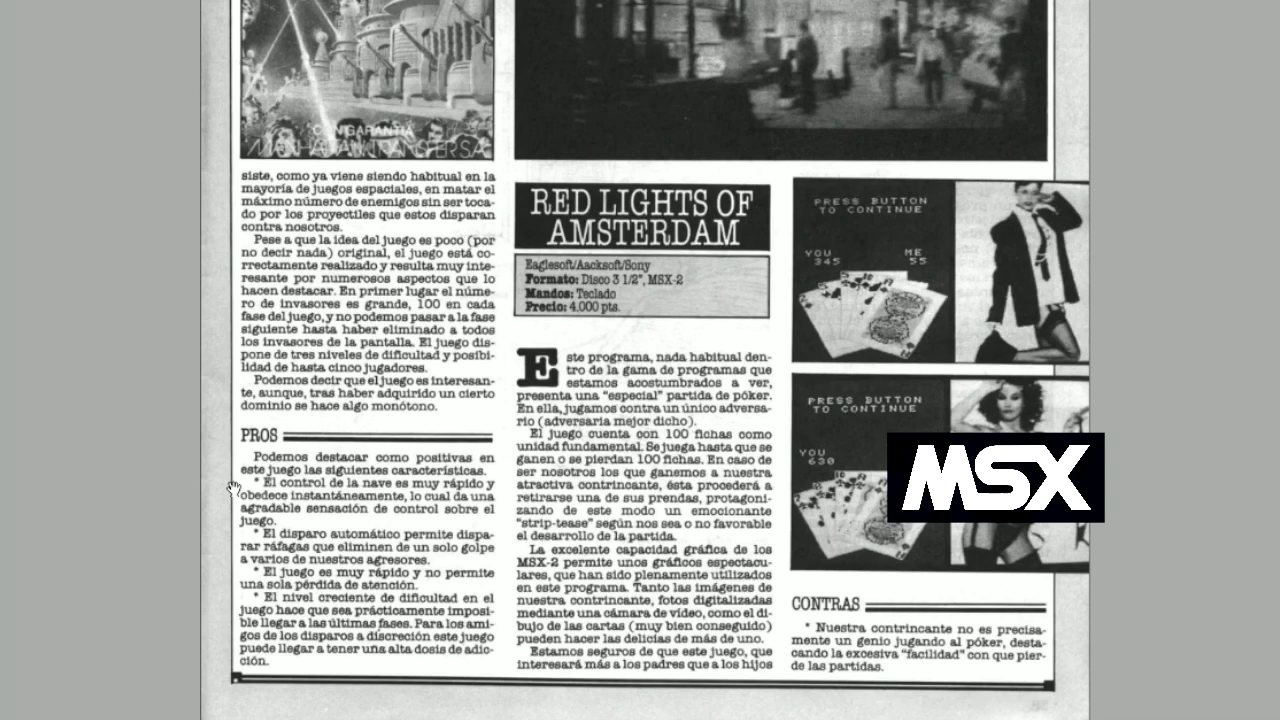 CON GARANTIA
siste, como ya viene siendo habitual en la
mayoría de juegos espaciales, en matar el
máximo número de enemigos sin ser toca-
do por los proyectiles que estos disparan
contra nosotros.
Pese a que la idea del juego es poco (por
no decir nada) original, el juego está co-
rrectamente realizado y resulta muy inte-
resante por numerosos aspectos que lo
hacen destacar. En primer lugar el núme-
ro de invasores es grande, 100 en cada
fase del juego, y no podemos pasar a la fase
siguiente hasta haber eliminado a todos
los invasores de la pantalla. El juego dis-
pone de tres niveles de dificultad y posibi-
lidad de hasta cinco jugadores.
Podemos decir que el juego es interesan-
te, aunque, tras haber adquirido un cierto
dominio se hace algo monótono.
PROS
Podemos destacar como positivas en
este juego las siguientes características.
* El control de la nave es muy rápido y
obedece instantáneamente, lo cual da una
agradable sensación de control sobre el
juego.
* El disparo automático permite dispa-
rar ráfagas que eliminen de un solo golpe
a varios de nuestros agresores.
* El juego es muy rápido y no permite
una sola pérdida de atención.
* El nivel creciente de dificultad en el
juego hace que sea prácticamente imposi-
ble llegar a las últimas fases. Para los ami-
gos de los disparos a discreción este juego
puede llegar a tener una alta dosis de adic-
ción.
RED LIGHTS OF
AMSTERDAM
Eaglesoft/Aacksoft/Sony
Formato: Disco 3 1/2", MSX-2
Mandos: Teclado
Precio: 4.000 pts.
Este programa, nada habitual den-
tro de la gama de programas que
estamos acostumbrados a ver,
presenta una "especial" partida de póker.
En ella, jugamos contra un único adversa-
rio (adversaria mejor dicho).
El juego cuenta con 100 fichas como
unidad fundamental. Se juega hasta que se
ganen o se pierdan 100 fichas. En caso de
ser nosotros los que ganemos a nuestra
atractiva contrincante, ésta procederá a
retirarse una de sus prendas, protagoni-
zando de este modo un emocionante
"strip-tease" según nos sea o no favorable
el desarrollo de la partida.
La excelente capacidad gráfica de los
MSX-2 permite unos gráficos espectacu-
lares, que han sido plenamente utilizados
en este programa. Tanto las imágenes de
nuestra contrincante, fotos digitalizadas
mediante una cámara de vídeo, como el di-
bujo de las cartas (muy bien conseguido)
pueden hacer las delicias de más de uno.
Estamos seguros de que este juego, que
interesará más a los padres que a los hijos
PRESS BUTTON
TO CONTINUE
YOU ME
345 55
PRESS BUTTON
TO CONTINUE
YOU
630
MSX
CONTRAS
* Nuestra contrincante no es precisa-
mente un genio jugando al póker, desta-
cando la excesiva "facilidad" con que pier-
de las partidas.